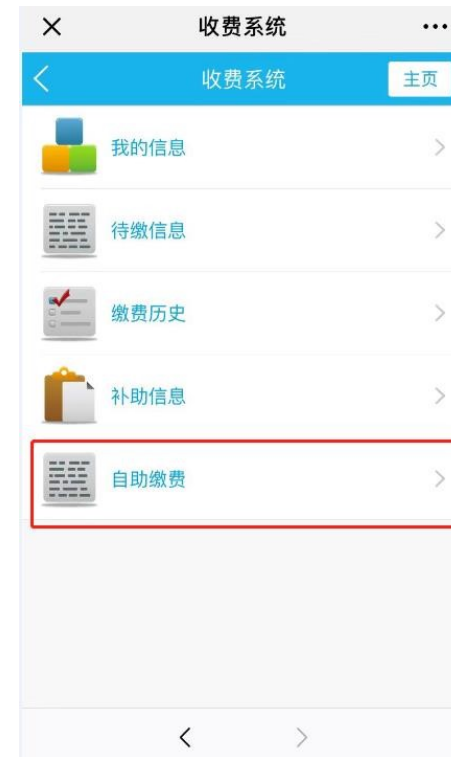 收费系统
收费系统
主页
我的信息
待缴信息
缴费历史
补助信息
自助缴费